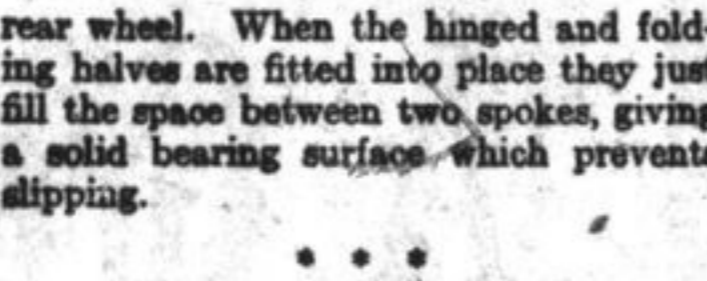 rear wheel. When the hinged and fold-
ing halves are fitted into place they just
fill the space between two spokes, giving
a solid bearing surface which prevents
slipping.
* * *